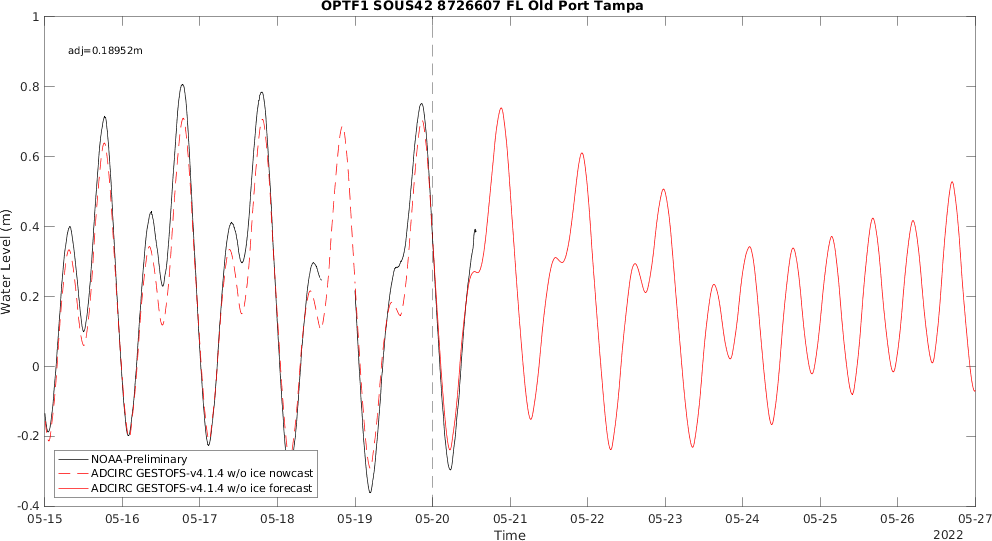 OPTF1 SOUS42 8726607 FL Old Port Tampa
adj=0.18952m
Water Level (m)
1
0.8
0.6
0.4
0.2
0
-0.2
-0.4
NOAA-Preliminary
ADCIRC GESTOFS-v4.1.4 w/o ice nowcast
ADCIRC GESTOFS-v4.1.4 w/o ice forecast
05-15 05-16 05-17 05-18 05-19 05-20 05-21 05-22 05-23 05-24 05-25 05-26 05-27
Time
2022